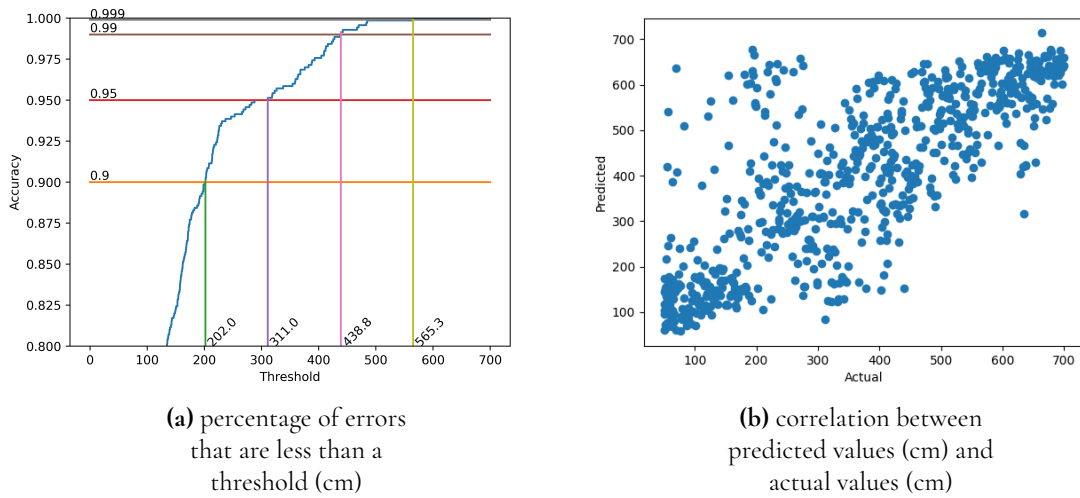 1.000
0.975
0.950
0.925
0.900
0.875
0.850
0.825
0.800
Accuracy
0.999
0.99
0.95
0.9
202.0
311.0
438.8
565.3
0 100 200 300 400 500 600 700
Threshold
(a) percentage of errors
that are less than a
threshold (cm)
700
600
500
400
300
200
100
Predicted
100 200 300 400 500 600 700
Actual
(b) correlation between
predicted values (cm) and
actual values (cm)